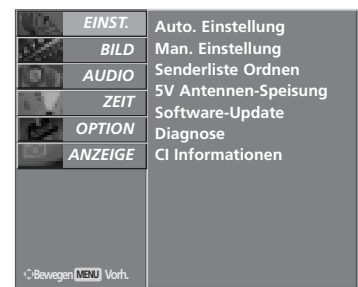 EINST.
BILD
AUDIO
ZEIT
OPTION
ANZEIGE
Auto. Einstellung
Man. Einstellung
Senderliste Ordnen
5V Antennen-Speisung
Software-Update
Diagnose
CI Informationen
Bewegen MENU Vorh.